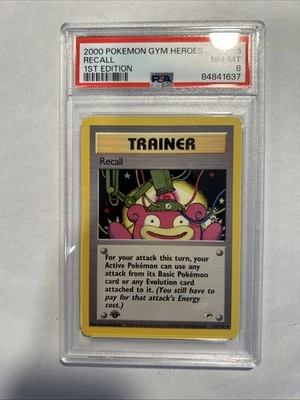 2000 POKEMON GYM HEROES
RECALL NM-MT
1ST EDITION 8
PSA 84841637
TRAINER
Recall
For your attack this turn, your
Active Pokémon can use any
attack from its Basic Pokémon
card or any Evolution card
attached to it. (You still have to
pay for that attack's Energy
cost.)